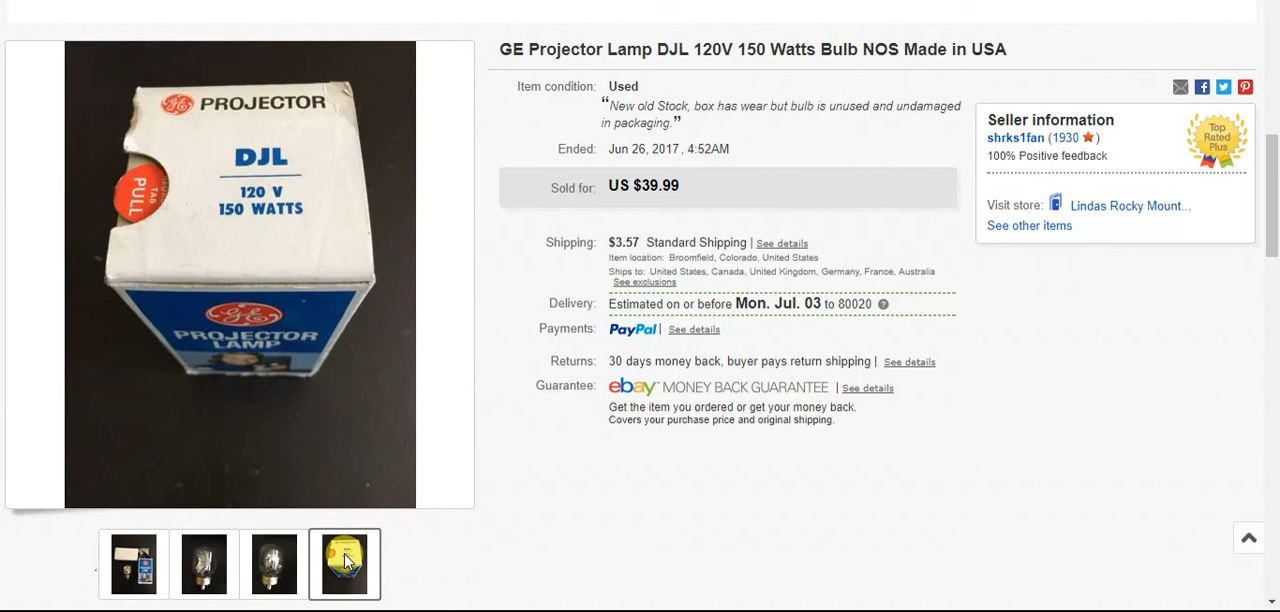 GE Projector Lamp DJL 120V 150 Watts Bulb NOS Made in USA
GE PROJECTOR
DJL
120 V
150 WATTS
TAB
PULL
GE
PROJECTOR
LAMP
Item condition: Used
“New old Stock, box has wear but bulb is unused and undamaged
in packaging.”
Ended: Jun 26, 2017 , 4:52AM
Sold for: US $39.99
Shipping: $3.57 Standard Shipping | See details
Item location: Broomfield, Colorado, United States
Ships to: United States, Canada, United Kingdom, Germany, France, Australia
See exclusions
Delivery: Estimated on or before Mon. Jul. 03 to 80020 ?
Payments: PayPal | See details
Returns: 30 days money back, buyer pays return shipping | See details
Guarantee: ebay™ MONEY BACK GUARANTEE | See details
Get the item you ordered or get your money back.
Covers your purchase price and original shipping.
Seller information
shrks1fan (1930 ★)
100% Positive feedback
Top
Rated
Plus
Visit store: Lindas Rocky Mount...
See other items